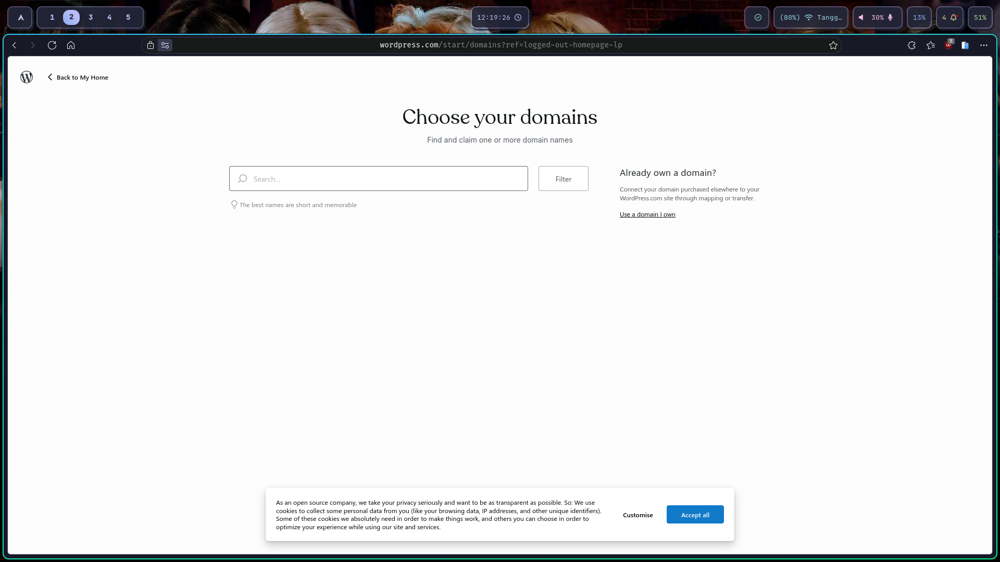 1 2 3 4 5
12:19:26
(80%) Tangg…
30%
13%
4
51%
wordpress.com/start/domains?ref=logged-out-homepage-lp
8
Back to My Home
Choose your domains
Find and claim one or more domain names
Search...
Filter
The best names are short and memorable
Already own a domain?
Connect your domain purchased elsewhere to your
WordPress.com site through mapping or transfer.
Use a domain I own
As an open source company, we take your privacy seriously and want to be as transparent as possible. So: We use
cookies to collect some personal data from you (like your browsing data, IP addresses, and other unique identifiers).
Some of these cookies we absolutely need in order to make things work, and others you can choose in order to
optimize your experience while using our site and services.
Customise
Accept all